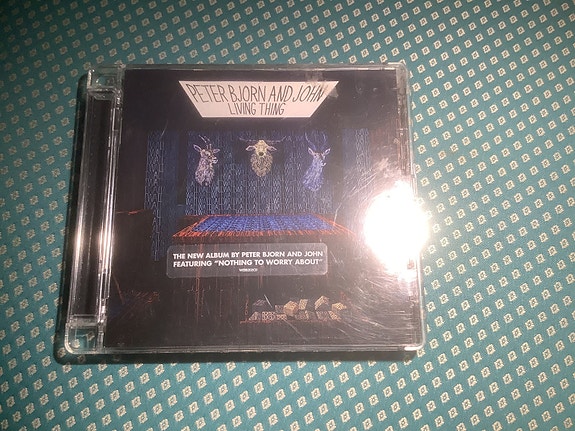 PETER BJORN AND JOHN
LIVING THING
THE NEW ALBUM BY PETER BJORN AND JOHN
FEATURING "NOTHING TO WORRY ABOUT"